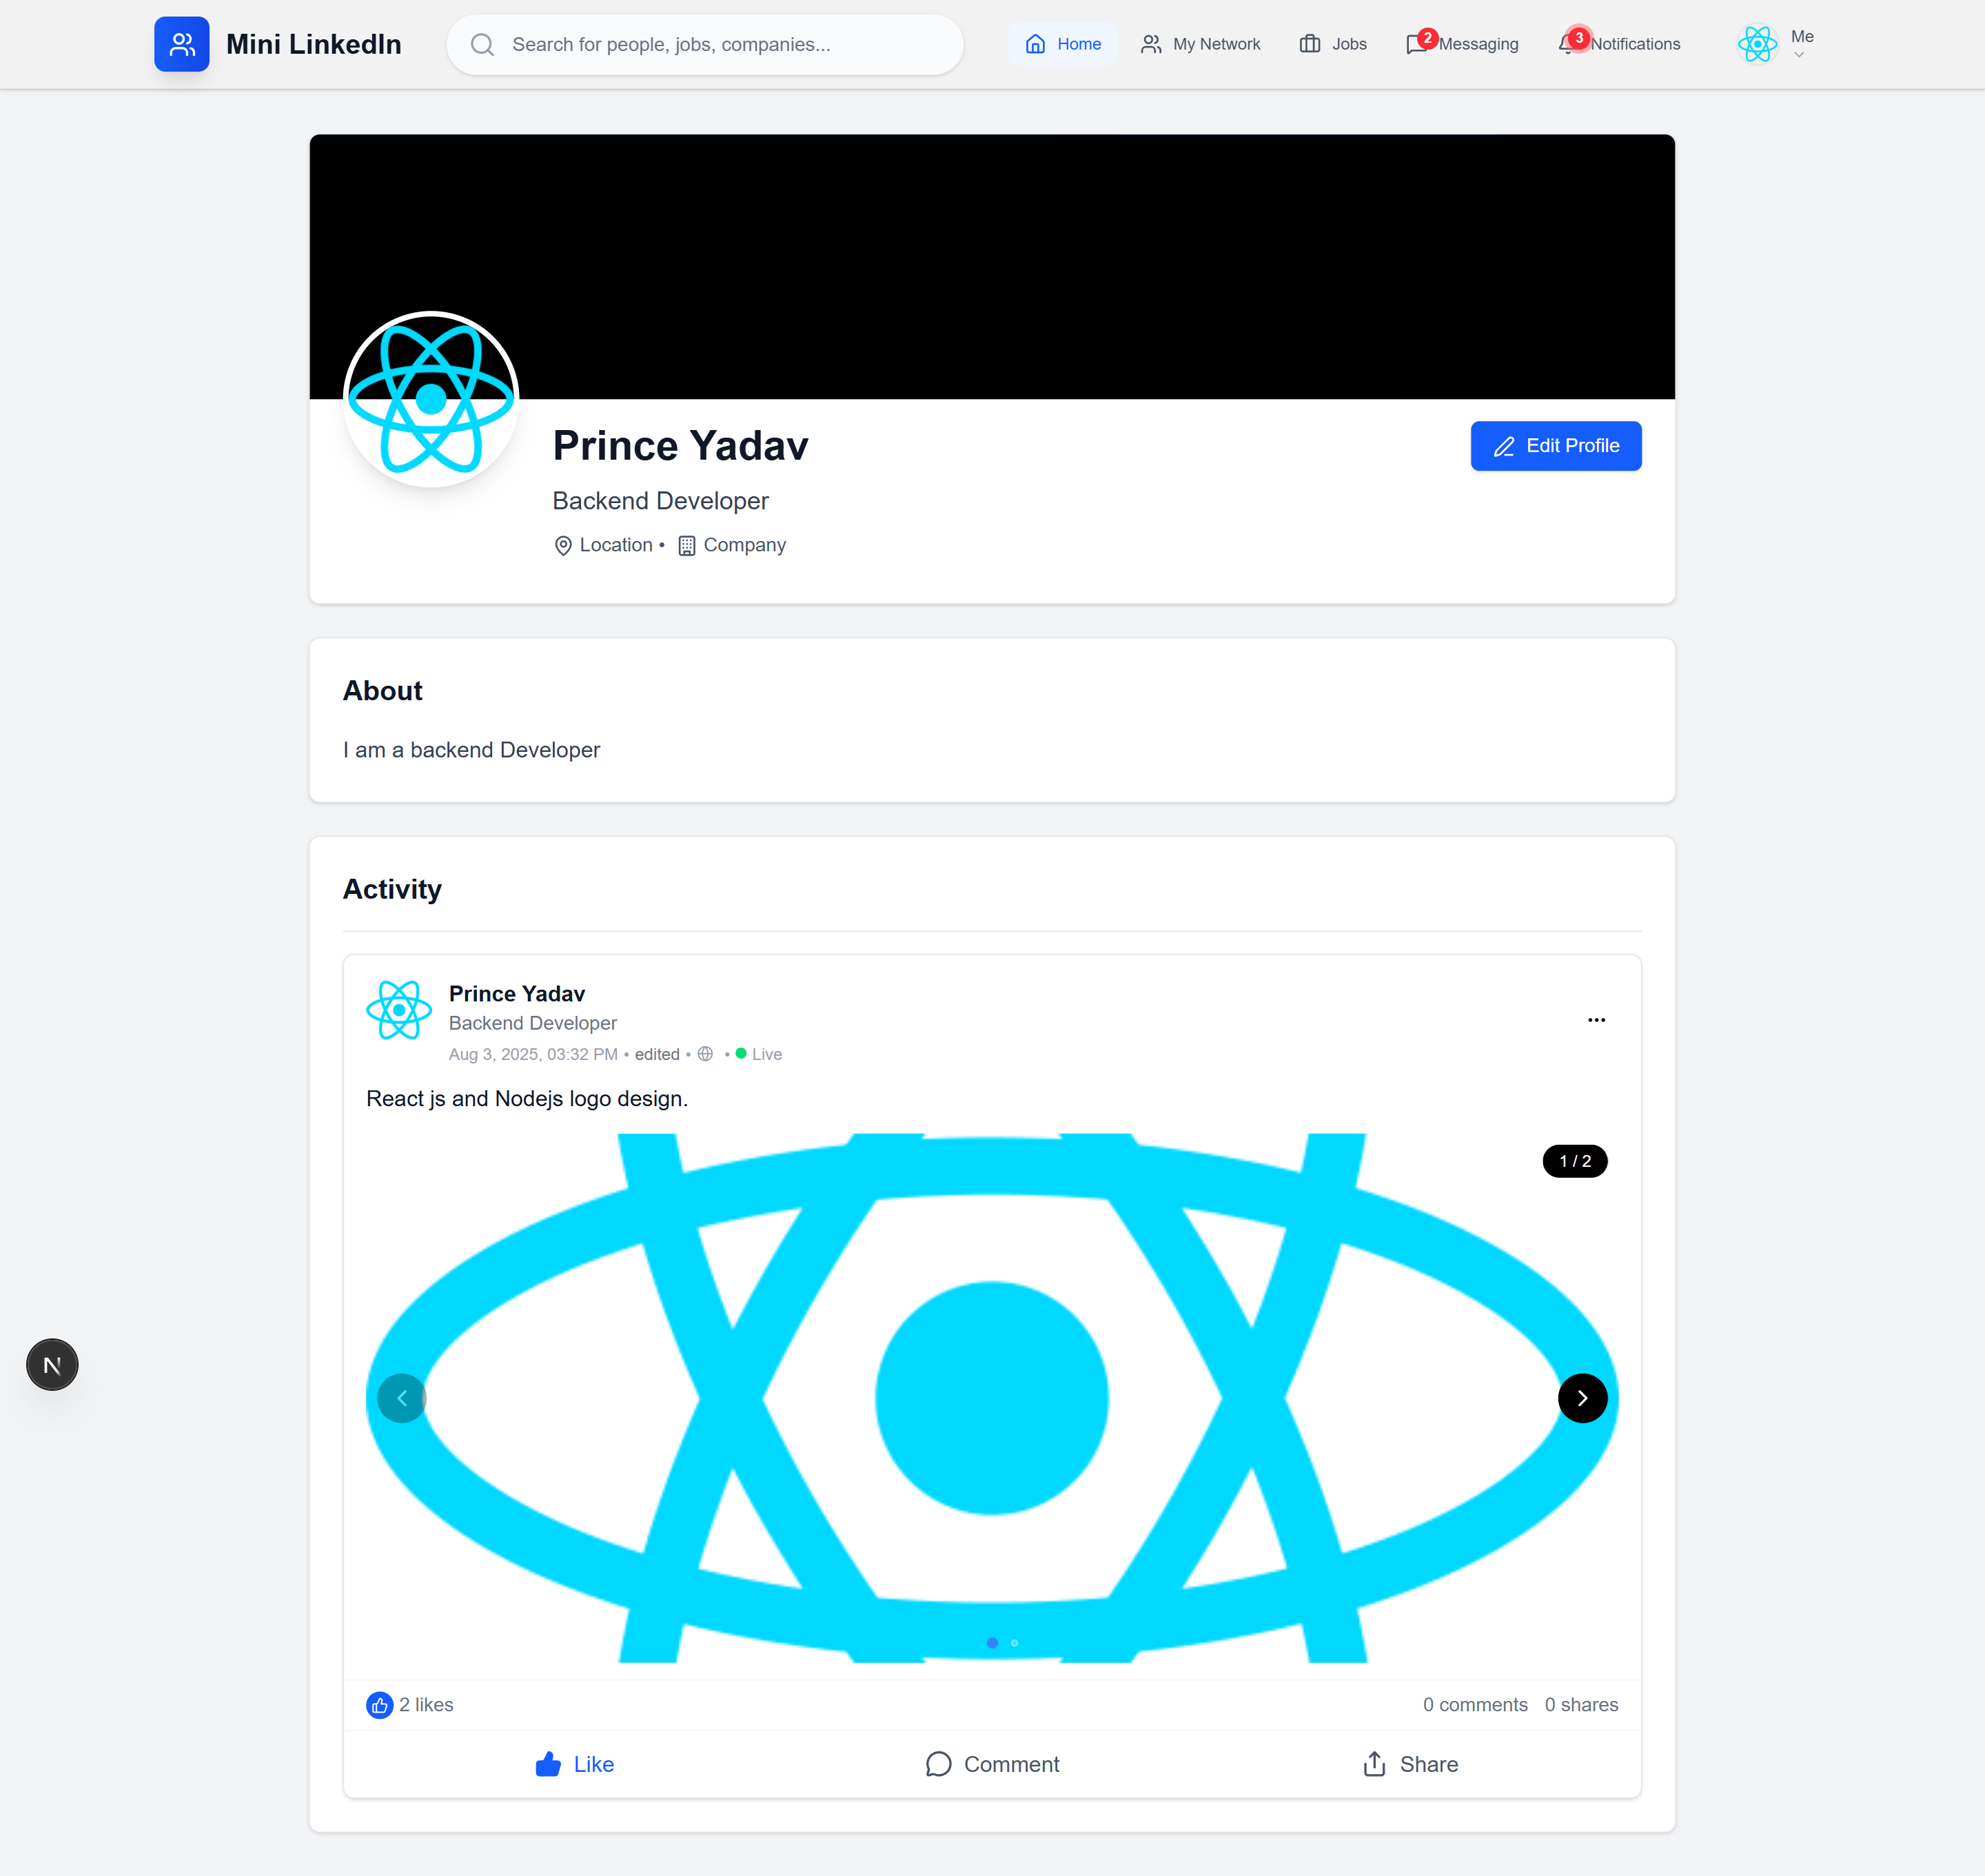 Mini LinkedIn
Search for people, jobs, companies...
Home
My Network
Jobs
2
Messaging
3
Notifications
Me
Prince Yadav
Edit Profile
Backend Developer
Location • Company
About
I am a backend Developer
Activity
Prince Yadav
Backend Developer
Aug 3, 2025, 03:32 PM • edited • • Live
React js and Nodejs logo design.
1 / 2
N
2 likes
0 comments 0 shares
Like
Comment
Share